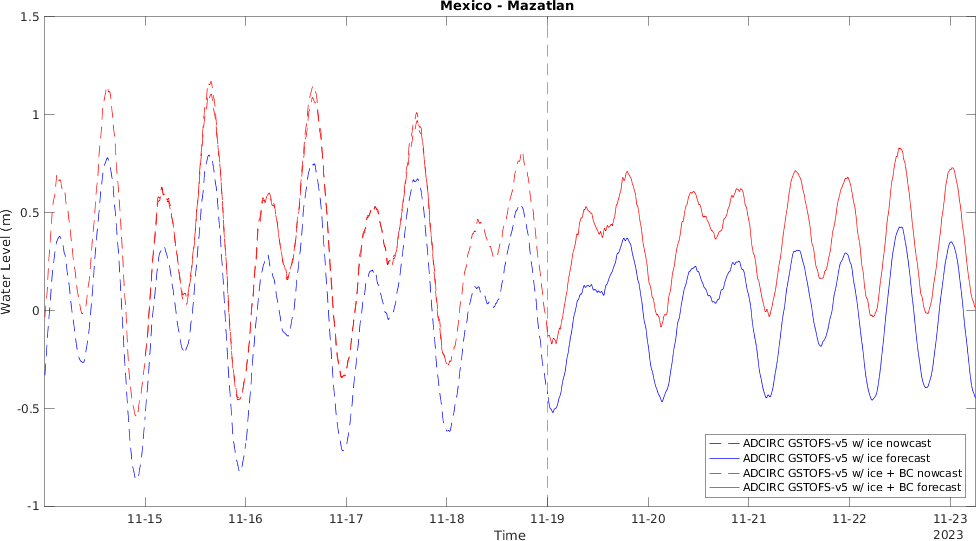 Mexico - Mazatlan
1.5
1
0.5
0
-0.5
-1
Water Level (m)
11-15
11-16
11-17
11-18
11-19
11-20
11-21
11-22
11-23
2023
Time
ADCIRC GSTOFS-v5 w/ ice nowcast
ADCIRC GSTOFS-v5 w/ ice forecast
ADCIRC GSTOFS-v5 w/ ice + BC nowcast
ADCIRC GSTOFS-v5 w/ ice + BC forecast